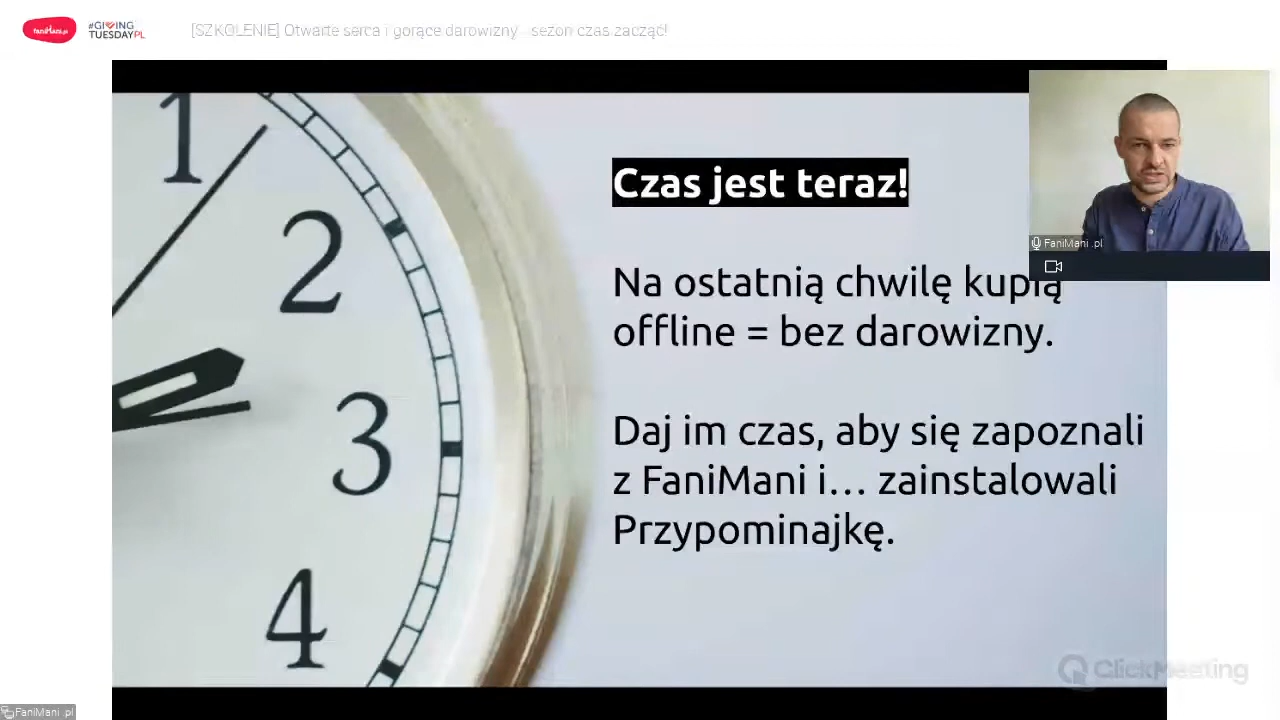 FaniMani.pl
#GIVING
TUESDAYPL
[SZKOLENIE] Otwarte serca i gorące darowizny - sezon czas zacząć!
1
2
3
4
Czas jest teraz!
Na ostatnią chwilę kupią
offline = bez darowizny.
Daj im czas, aby się zapoznali
z FaniMani i… zainstalowali
Przypominajkę.
FaniMani .pl
ClickMeeting
FaniMani .pl